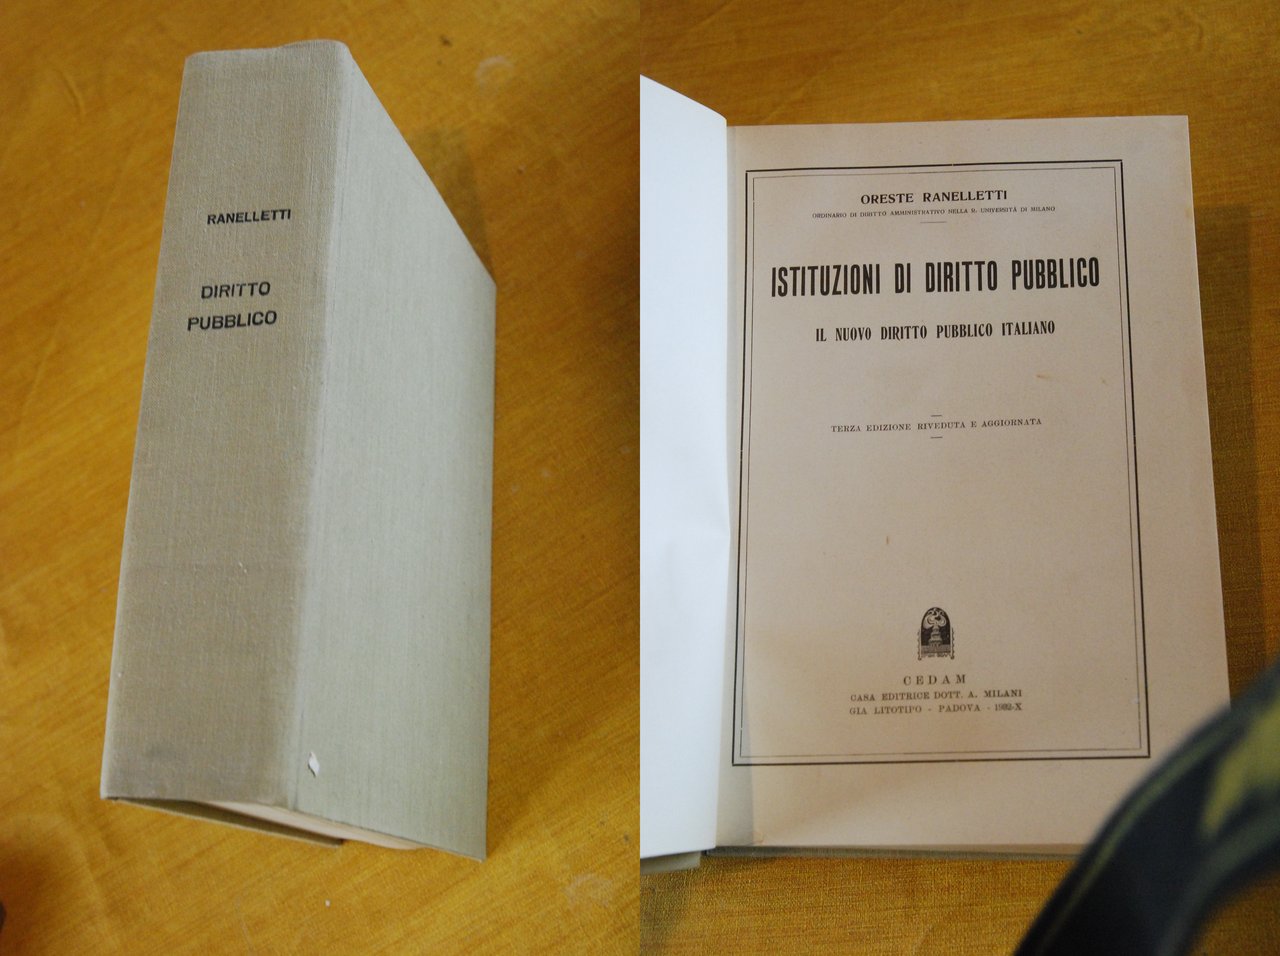 RANELLETTI
DIRITTO
PUBBLICO
ORESTE RANELLETTI
ORDINARIO DI DIRITTO AMMINISTRATIVO NELLA R. UNIVERSITÀ DI MILANO
ISTITUZIONI DI DIRITTO PUBBLICO
IL NUOVO DIRITTO PUBBLICO ITALIANO
TERZA EDIZIONE RIVEDUTA E AGGIORNATA
CEDAM
CASA EDITRICE DOTT. A. MILANI
GIA LITOTIPO - PADOVA - 1932-X